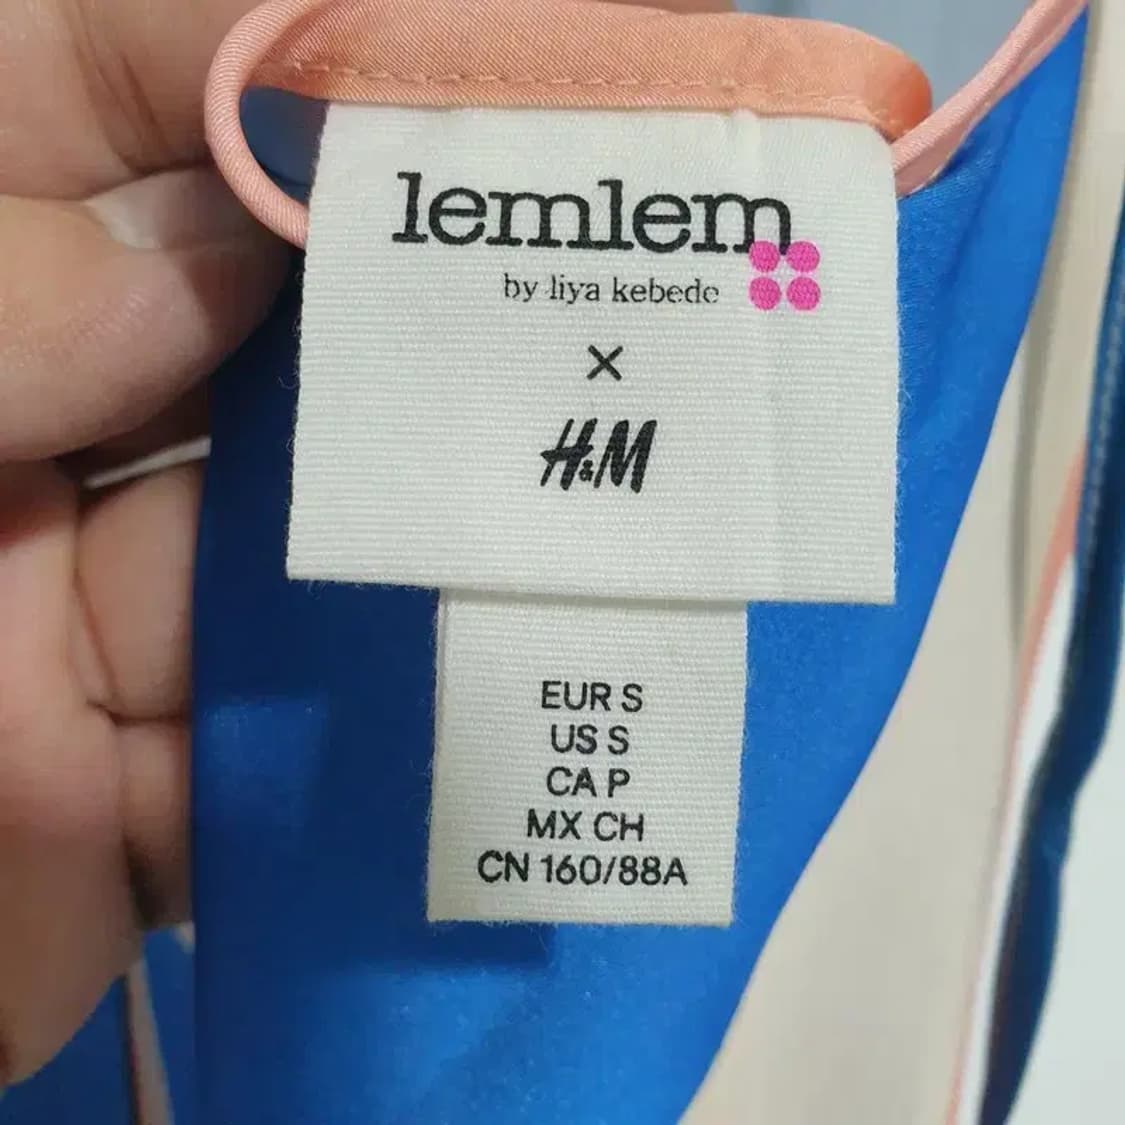 lemlem
by liya kebede
×
H&M
EUR S
US S
CA P
MX CH
CN 160/88A